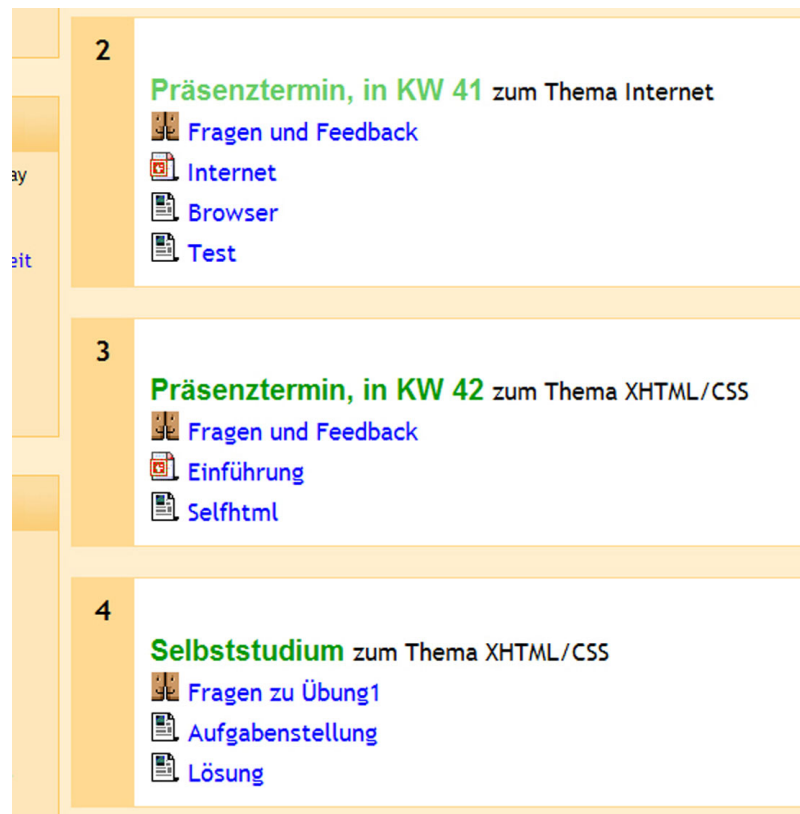 2
Präsenztermin, in KW 41 zum Thema Internet
Fragen und Feedback
Internet
Browser
Test
ay
eit
3
Präsenztermin, in KW 42 zum Thema XHTML/CSS
Fragen und Feedback
Einführung
Selfhtml
4
Selbststudium zum Thema XHTML/CSS
Fragen zu Übung1
Aufgabenstellung
Lösung